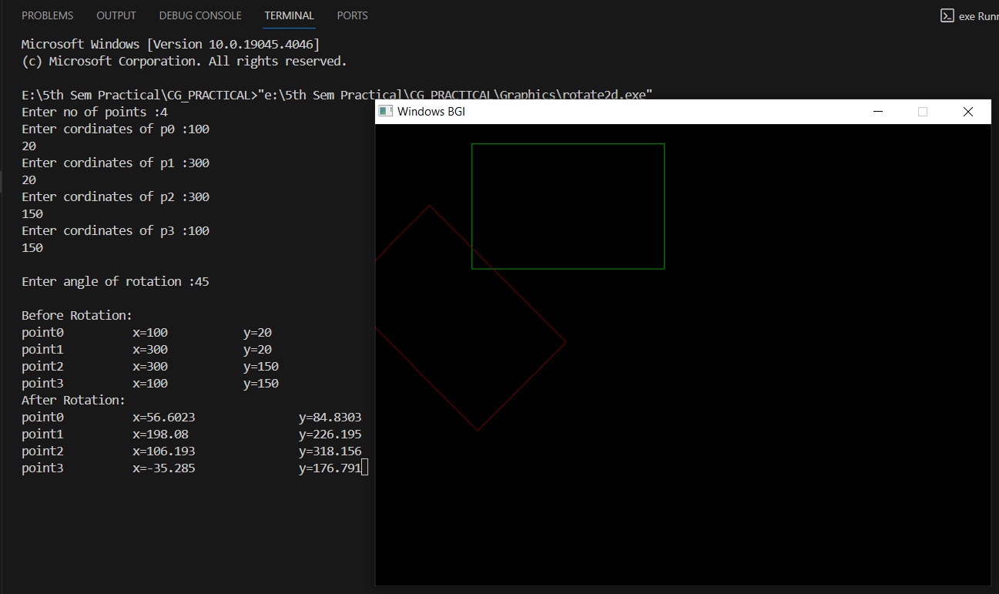 PROBLEMS OUTPUT DEBUG CONSOLE TERMINAL PORTS exe Runn
Microsoft Windows [Version 10.0.19045.4046]
(c) Microsoft Corporation. All rights reserved.
E:\5th Sem Practical\CG_PRACTICAL>"e:\5th Sem Practical\CG_PRACTICAL\Graphics\rotate2d.exe"
Windows BGI
Enter no of points :4
Enter cordinates of p0 :100
20
Enter cordinates of p1 :300
20
Enter cordinates of p2 :300
150
Enter cordinates of p3 :100
150
Enter angle of rotation :45
Before Rotation:
point0 x=100 y=20
point1 x=300 y=20
point2 x=300 y=150
point3 x=100 y=150
After Rotation:
point0 x=56.6023 y=84.8303
point1 x=198.08 y=226.195
point2 x=106.193 y=318.156
point3 x=-35.285 y=176.791